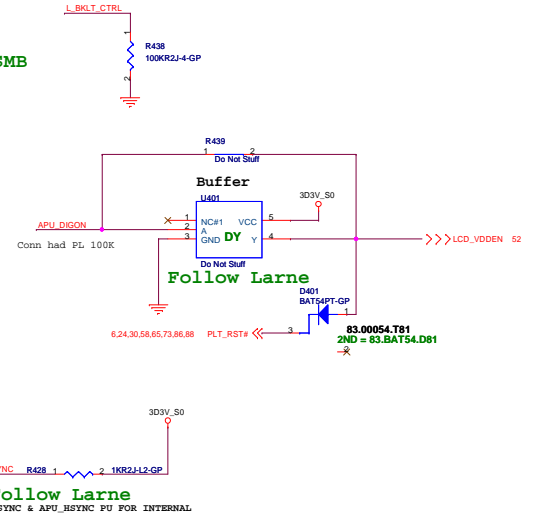 L_BKLT_CTRL
1
R438
100KR2J-4-GP
2
SMB
R439
1 2
Do Not Stuff
Buffer
U401
3D3V_S0
1 NC#1 VCC 5
APU_DIGON 2 A
3 GND DY Y 4
LCD_VDDEN 52
Conn had PL 100K
Do Not Stuff
Follow Larne
D401
BAT54PT-GP
1
6,24,30,58,65,73,86,88 PLT_RST# 3
83.00054.T81
2ND = 83.BAT54.D81
2
3D3V_S0
YNC R428 1 2 1KR2J-L2-GP
Follow Larne
SYNC & APU_HSYNC PU FOR INTERNAL